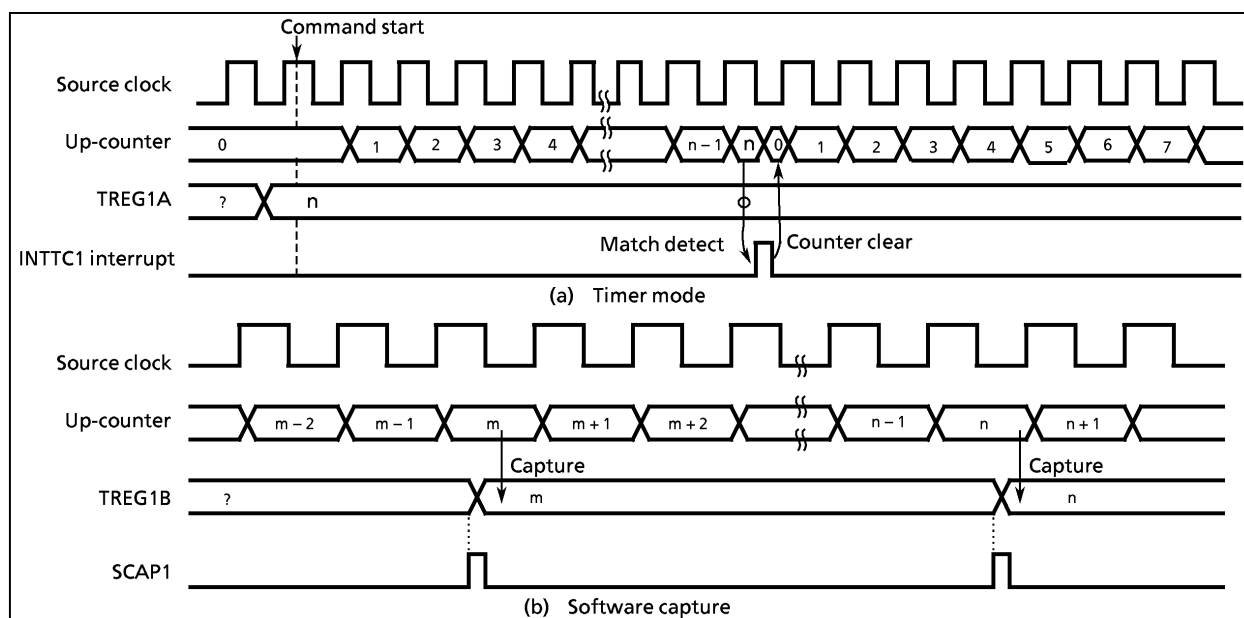 Command start
Source clock
Up-counter 0 1 2 3 4 n – 1 n 0 1 2 3 4 5 6 7
TREG1A ? n
Match detect Counter clear
INTTC1 interrupt
(a) Timer mode
Source clock
Up-counter m – 2 m – 1 m m + 1 m + 2 n – 1 n n + 1
Capture Capture
TREG1B ? m n
SCAP1
(b) Software capture